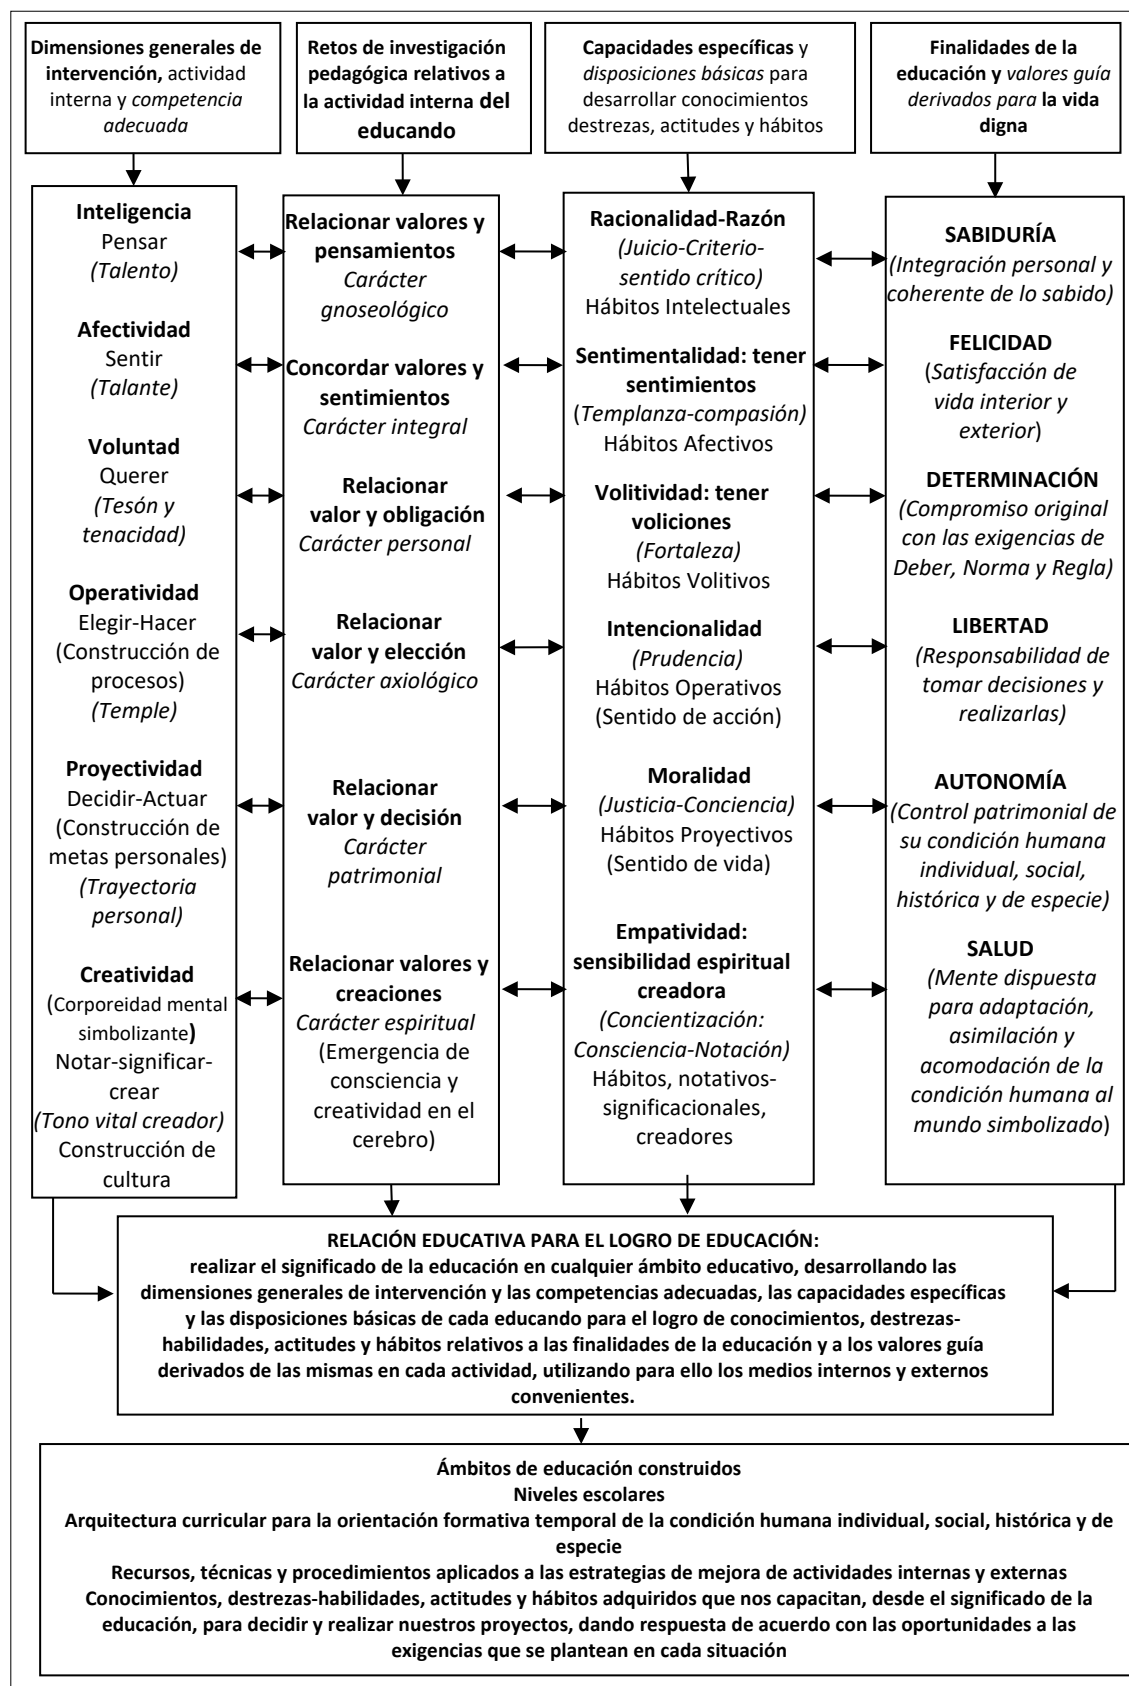 Dimensiones generales de
intervención, actividad
interna y competencia
adecuada
Retos de investigación
pedagógica relativos a
la actividad interna del
educando
Capacidades específicas y
disposiciones básicas para
desarrollar conocimientos
destrezas, actitudes y hábitos
Finalidades de la
educación y valores guía
derivados para la vida
digna
Inteligencia
Pensar
(Talento)
Afectividad
Sentir
(Talante)
Voluntad
Querer
(Tesón y
tenacidad)
Operatividad
Elegir-Hacer
(Construcción de
procesos)
(Temple)
Proyectividad
Decidir-Actuar
(Construcción de
metas personales)
(Trayectoria
personal)
Creatividad
(Corporeidad mental
simbolizante)
Notar-significar-
crear
(Tono vital creador)
Construcción de
cultura
Relacionar valores y
pensamientos
Carácter
gnoseológico
Concordar valores y
sentimientos
Carácter integral
Relacionar
valor y obligación
Carácter personal
Relacionar
valor y elección
Carácter axiológico
Relacionar
valor y decisión
Carácter
patrimonial
Relacionar valores y
creaciones
Carácter espiritual
(Emergencia de
consciencia y
creatividad en el
cerebro)
Racionalidad-Razón
(Juicio-Criterio-
sentido crítico)
Hábitos Intelectuales
Sentimentalidad: tener
sentimientos
(Templanza-compasión)
Hábitos Afectivos
Volitividad: tener
voliciones
(Fortaleza)
Hábitos Volitivos
Intencionalidad
(Prudencia)
Hábitos Operativos
(Sentido de acción)
Moralidad
(Justicia-Conciencia)
Hábitos Proyectivos
(Sentido de vida)
Empatividad:
sensibilidad espiritual
creadora
(Concientización:
Consciencia-Notación)
Hábitos, notativos-
significacionales,
creadores
SABIDURÍA
(Integración personal y
coherente de lo sabido)
FELICIDAD
(Satisfacción de
vida interior y
exterior)
DETERMINACIÓN
(Compromiso original
con las exigencias de
Deber, Norma y Regla)
LIBERTAD
(Responsabilidad de
tomar decisiones y
realizarlas)
AUTONOMÍA
(Control patrimonial de
su condición humana
individual, social,
histórica y de especie)
SALUD
(Mente dispuesta
para adaptación,
asimilación y
acomodación de la
condición humana al
mundo simbolizado)
RELACIÓN EDUCATIVA PARA EL LOGRO DE EDUCACIÓN:
realizar el significado de la educación en cualquier ámbito educativo, desarrollando las
dimensiones generales de intervención y las competencias adecuadas, las capacidades específicas
y las disposiciones básicas de cada educando para el logro de conocimientos, destrezas-
habilidades, actitudes y hábitos relativos a las finalidades de la educación y a los valores guía
derivados de las mismas en cada actividad, utilizando para ello los medios internos y externos
convenientes.
Ámbitos de educación construidos
Niveles escolares
Arquitectura curricular para la orientación formativa temporal de la condición humana individual, social, histórica y de
especie
Recursos, técnicas y procedimientos aplicados a las estrategias de mejora de actividades internas y externas
Conocimientos, destrezas-habilidades, actitudes y hábitos adquiridos que nos capacitan, desde el significado de la
educación, para decidir y realizar nuestros proyectos, dando respuesta de acuerdo con las oportunidades a las
exigencias que se plantean en cada situación